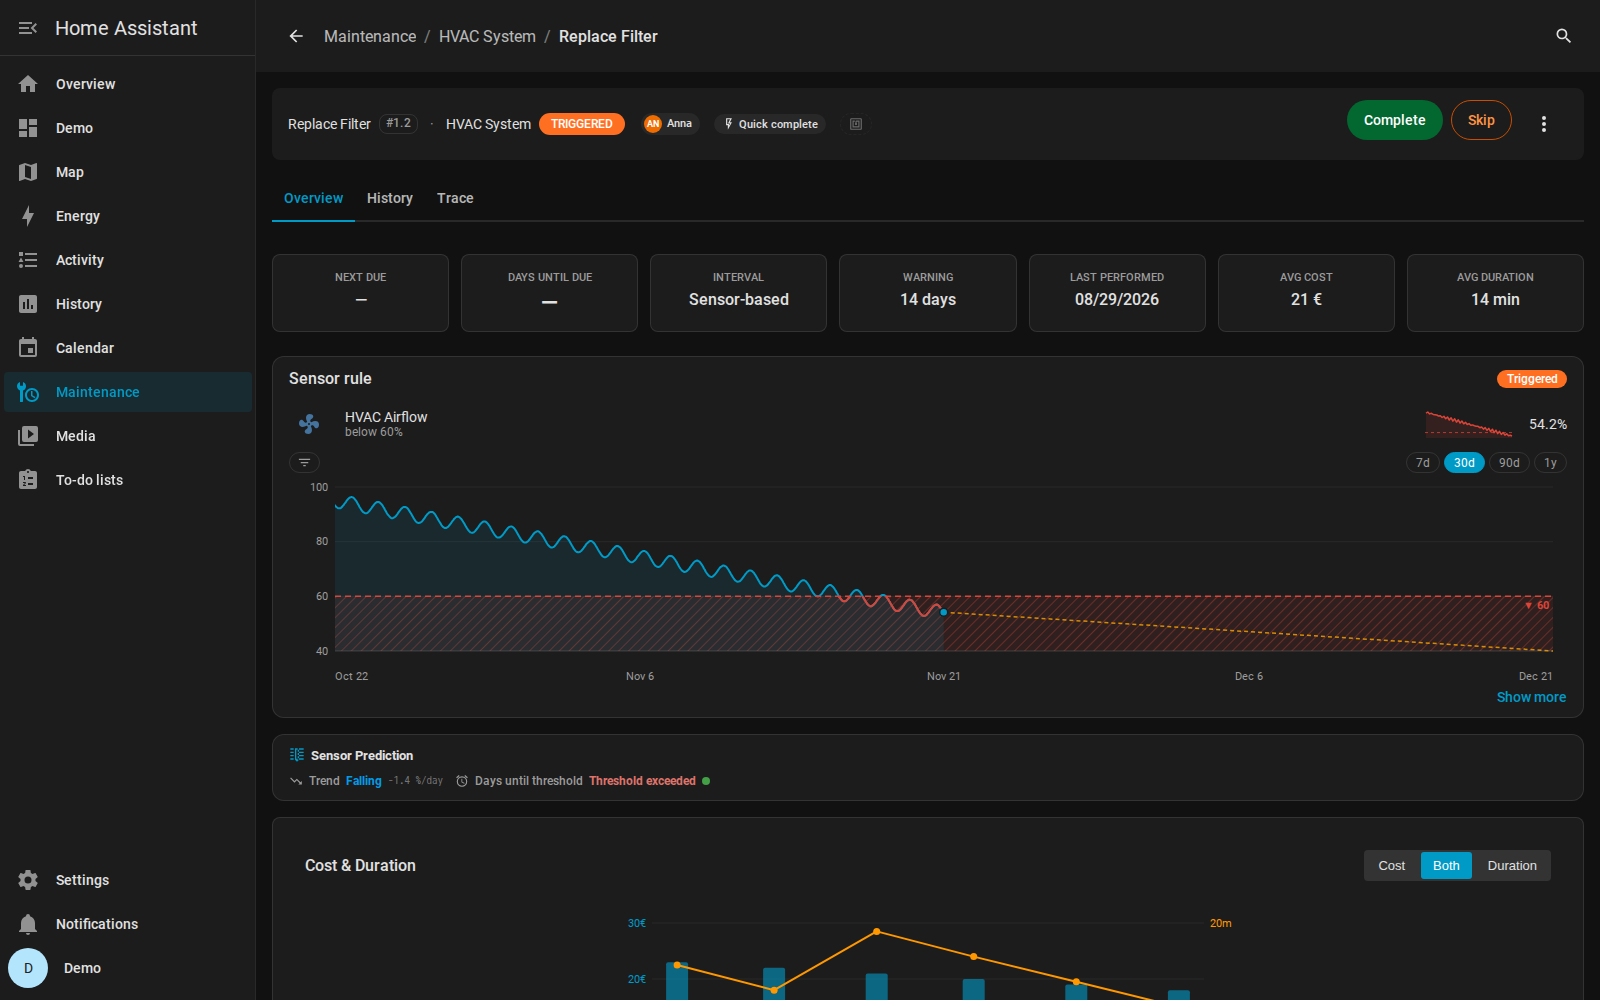 Home Assistant
Overview
Demo
Map
Energy
Activity
History
Calendar
Maintenance
Media
To-do lists
Settings
Notifications
D Demo
Maintenance / HVAC System / Replace Filter
Replace Filter #1.2 · HVAC System TRIGGERED AN Anna Quick complete Complete Skip
Overview History Trace
NEXT DUE
—
DAYS UNTIL DUE
—
INTERVAL
Sensor-based
WARNING
14 days
LAST PERFORMED
08/29/2026
AVG COST
21 €
AVG DURATION
14 min
Sensor rule Triggered
HVAC Airflow
below 60%
54.2%
7d 30d 90d 1y
100
80
60
▼ 60
40
Oct 22 Nov 6 Nov 21 Dec 6 Dec 21
Show more
Sensor Prediction
Trend Falling -1.4 %/day Days until threshold Threshold exceeded
Cost & Duration Cost Both Duration
30€ 20m
20€